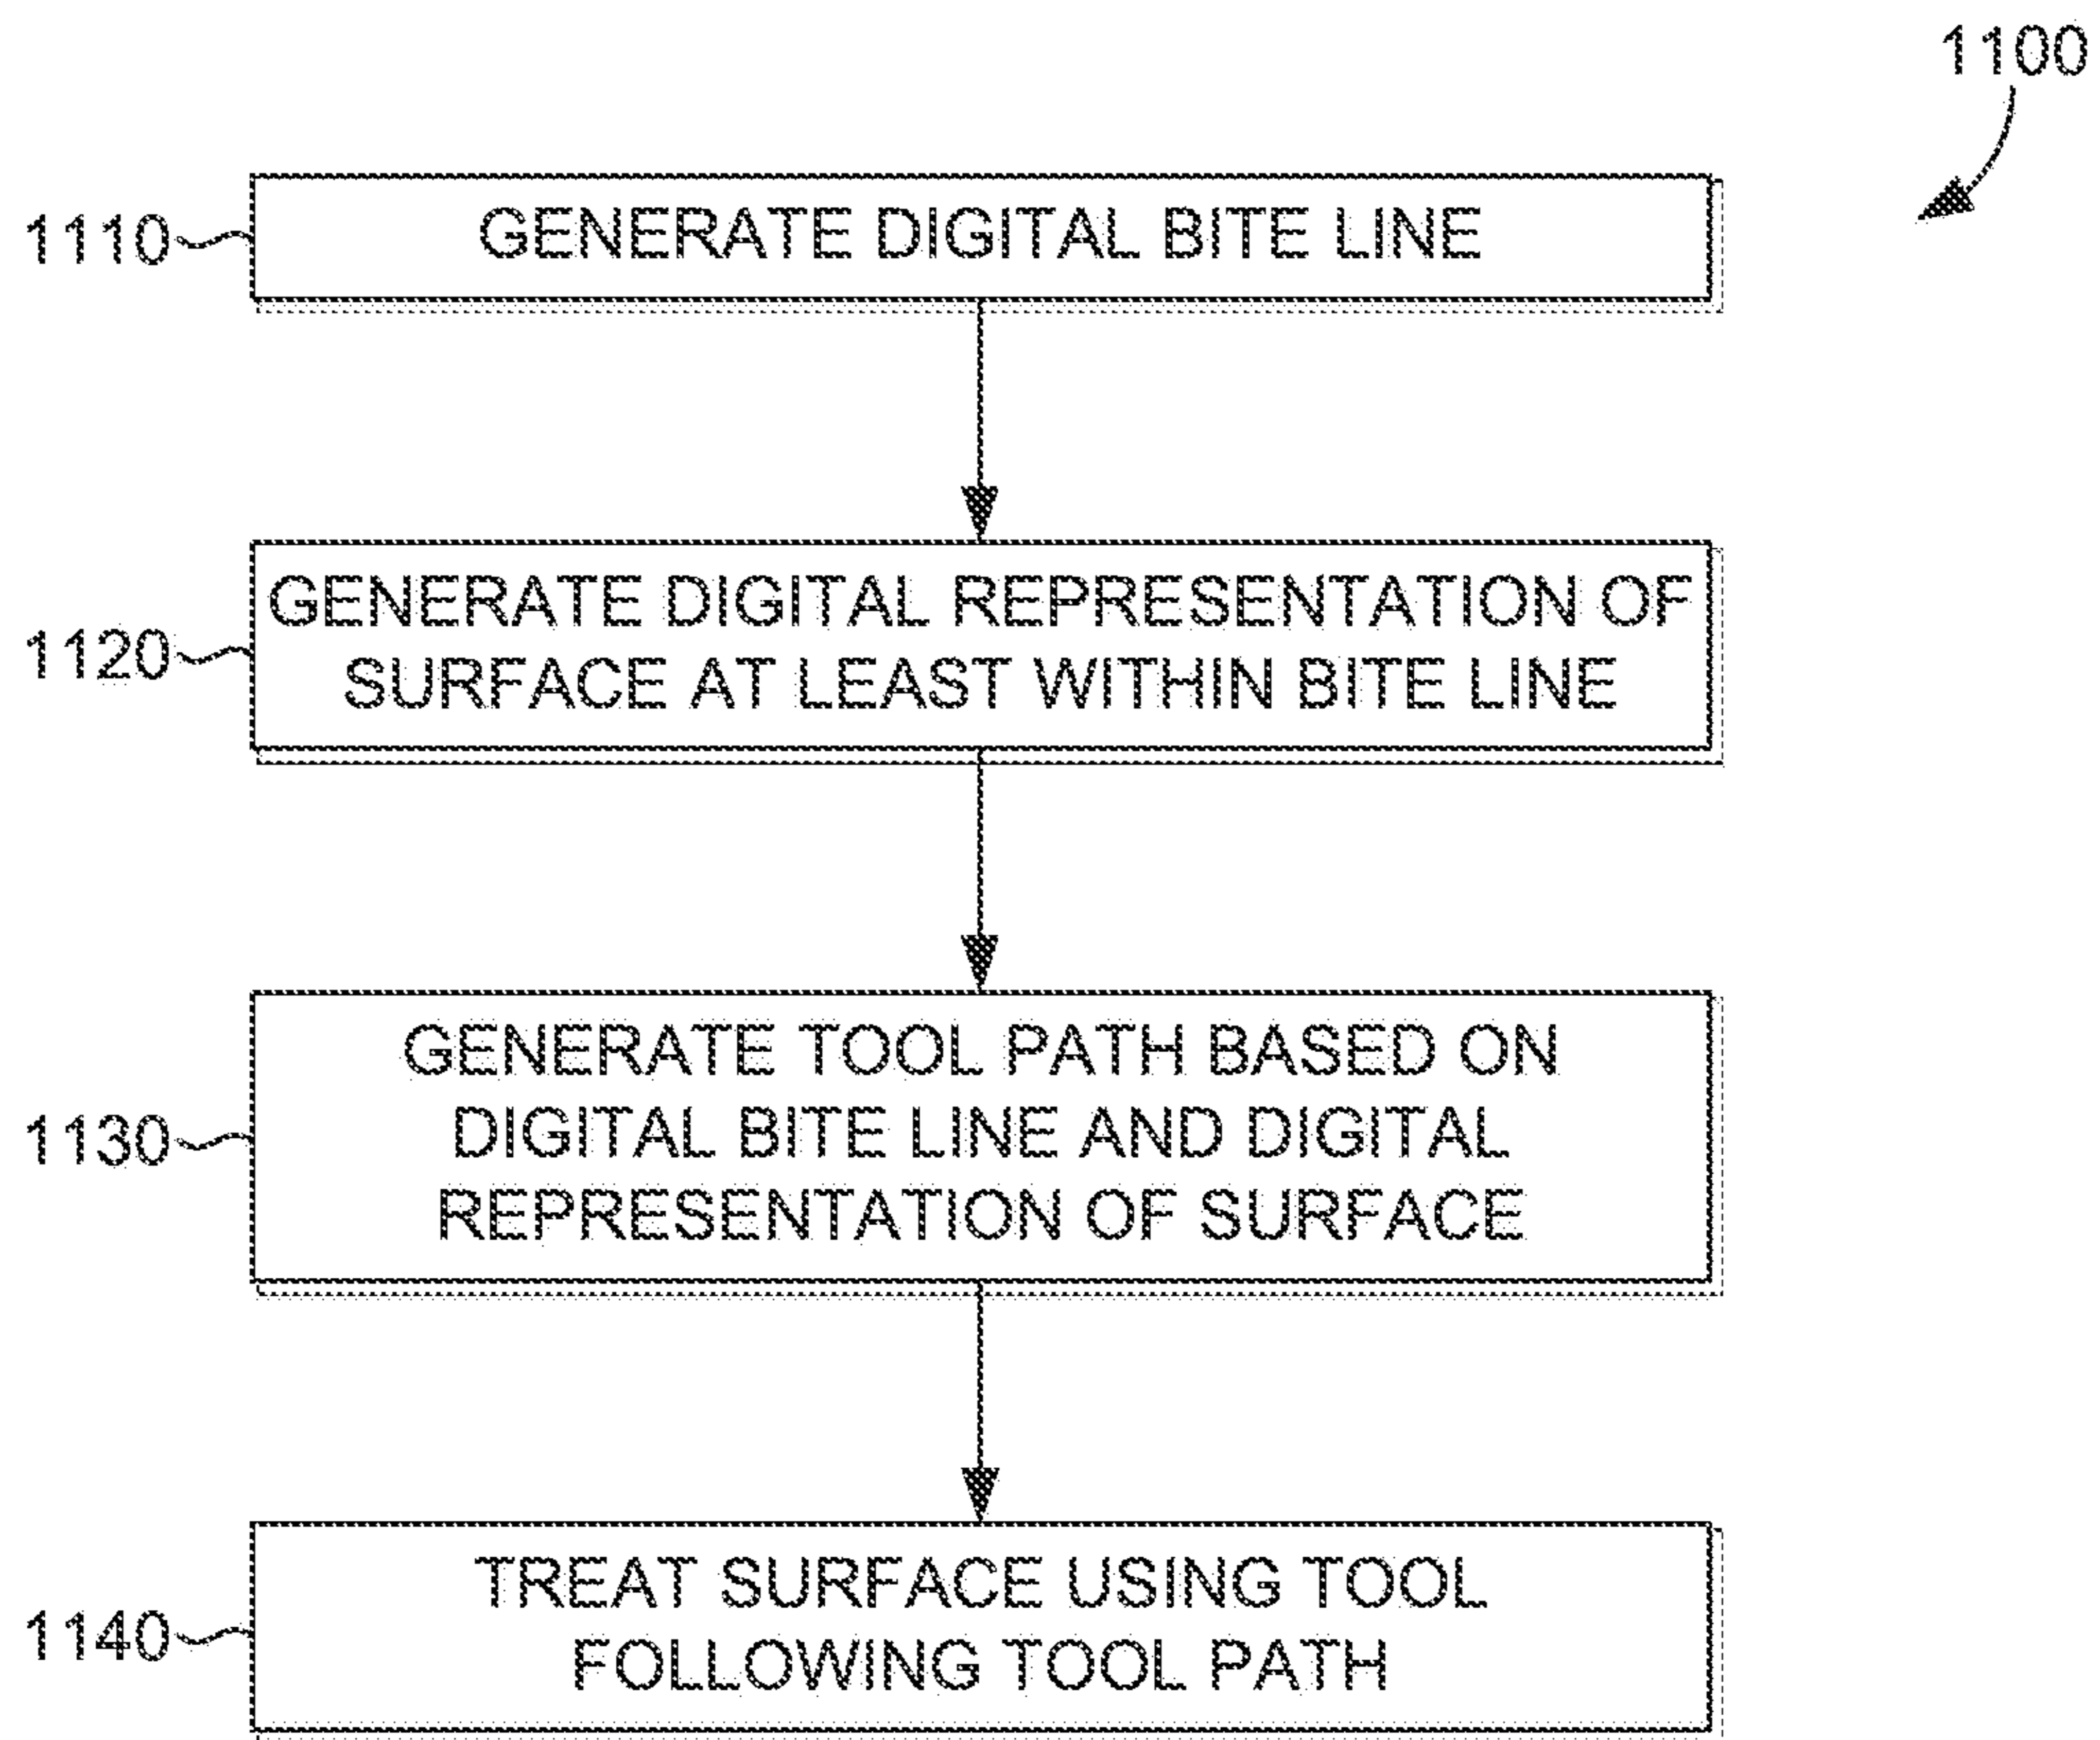 1100
1110
GENERATE DIGITAL BITE LINE
1120
GENERATE DIGITAL REPRESENTATION OF
SURFACE AT LEAST WITHIN BITE LINE
1130
GENERATE TOOL PATH BASED ON
DIGITAL BITE LINE AND DIGITAL
REPRESENTATION OF SURFACE
1140
TREAT SURFACE USING TOOL
FOLLOWING TOOL PATH